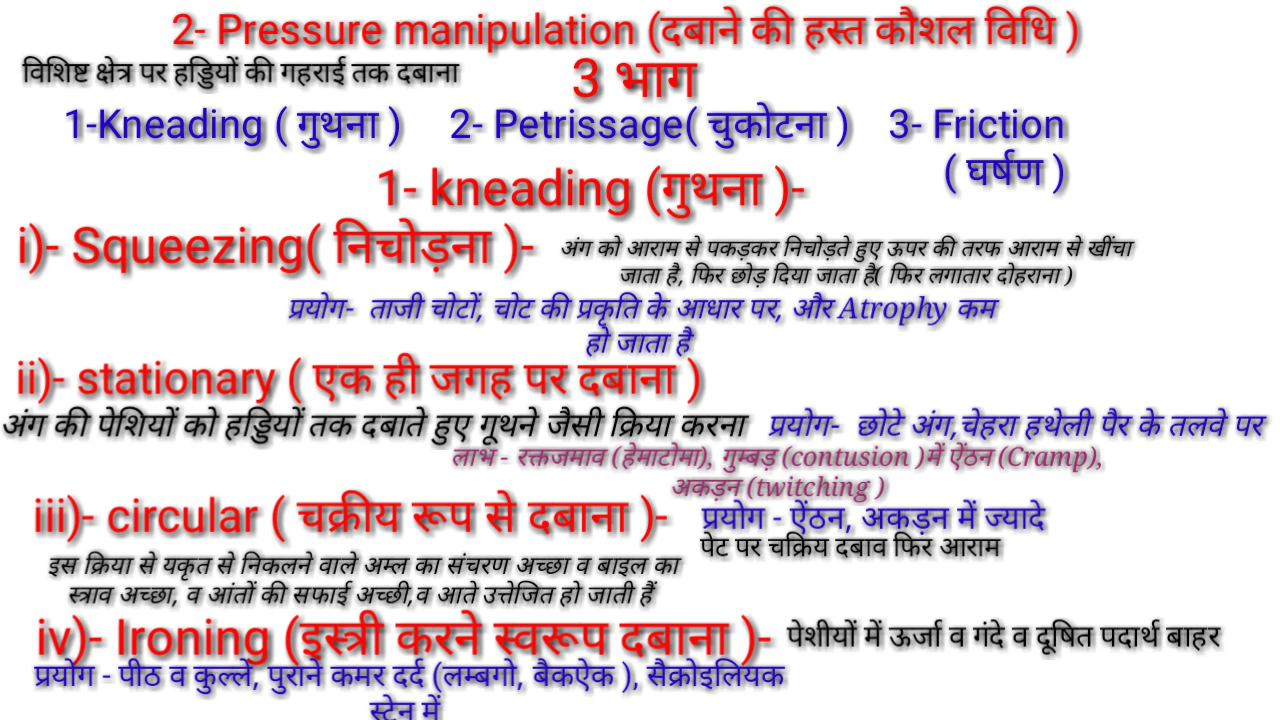 2- Pressure manipulation (दबाने की हस्त कौशल विधि )
विशिष्ट क्षेत्र पर हड्डियों की गहराई तक दबाना
3 भाग
1-Kneading ( गुथना ) 2- Petrissage( चुकोटना ) 3- Friction
( घर्षण )
1- kneading (गुथना )-
i)- Squeezing( निचोड़ना )- अंग को आराम से पकड़कर निचोड़ते हुए ऊपर की तरफ आराम से खींचा
जाता है, फिर छोड़ दिया जाता है( फिर लगातार दोहराना )
प्रयोग- ताजी चोटों, चोट की प्रकृति के आधार पर, और Atrophy कम
हो जाता है
ii)- stationary ( एक ही जगह पर दबाना )
अंग की पेशियों को हड्डियों तक दबाते हुए गूथने जैसी क्रिया करना प्रयोग- छोटे अंग,चेहरा हथेली पैर के तलवे पर
लाभ - रक्तजमाव (हेमाटोमा), गुम्बड़ (contusion )में ऐंठन (Cramp),
अकड़न (twitching )
iii)- circular ( चक्रीय रूप से दबाना )- प्रयोग - ऐंठन, अकड़न में ज्यादे
पेट पर चक्रिय दबाव फिर आराम
इस क्रिया से यकृत से निकलने वाले अम्ल का संचरण अच्छा व बाइल का
स्त्राव अच्छा, व आंतों की सफाई अच्छी,व आते उत्तेजित हो जाती हैं
iv)- Ironing (इस्त्री करने स्वरूप दबाना )- पेशीयों में ऊर्जा व गंदे व दूषित पदार्थ बाहर
प्रयोग - पीठ व कुल्ले, पुराने कमर दर्द (लम्बगो, बैकऐक ), सैक्रोइलियक
स्ट्रेन में